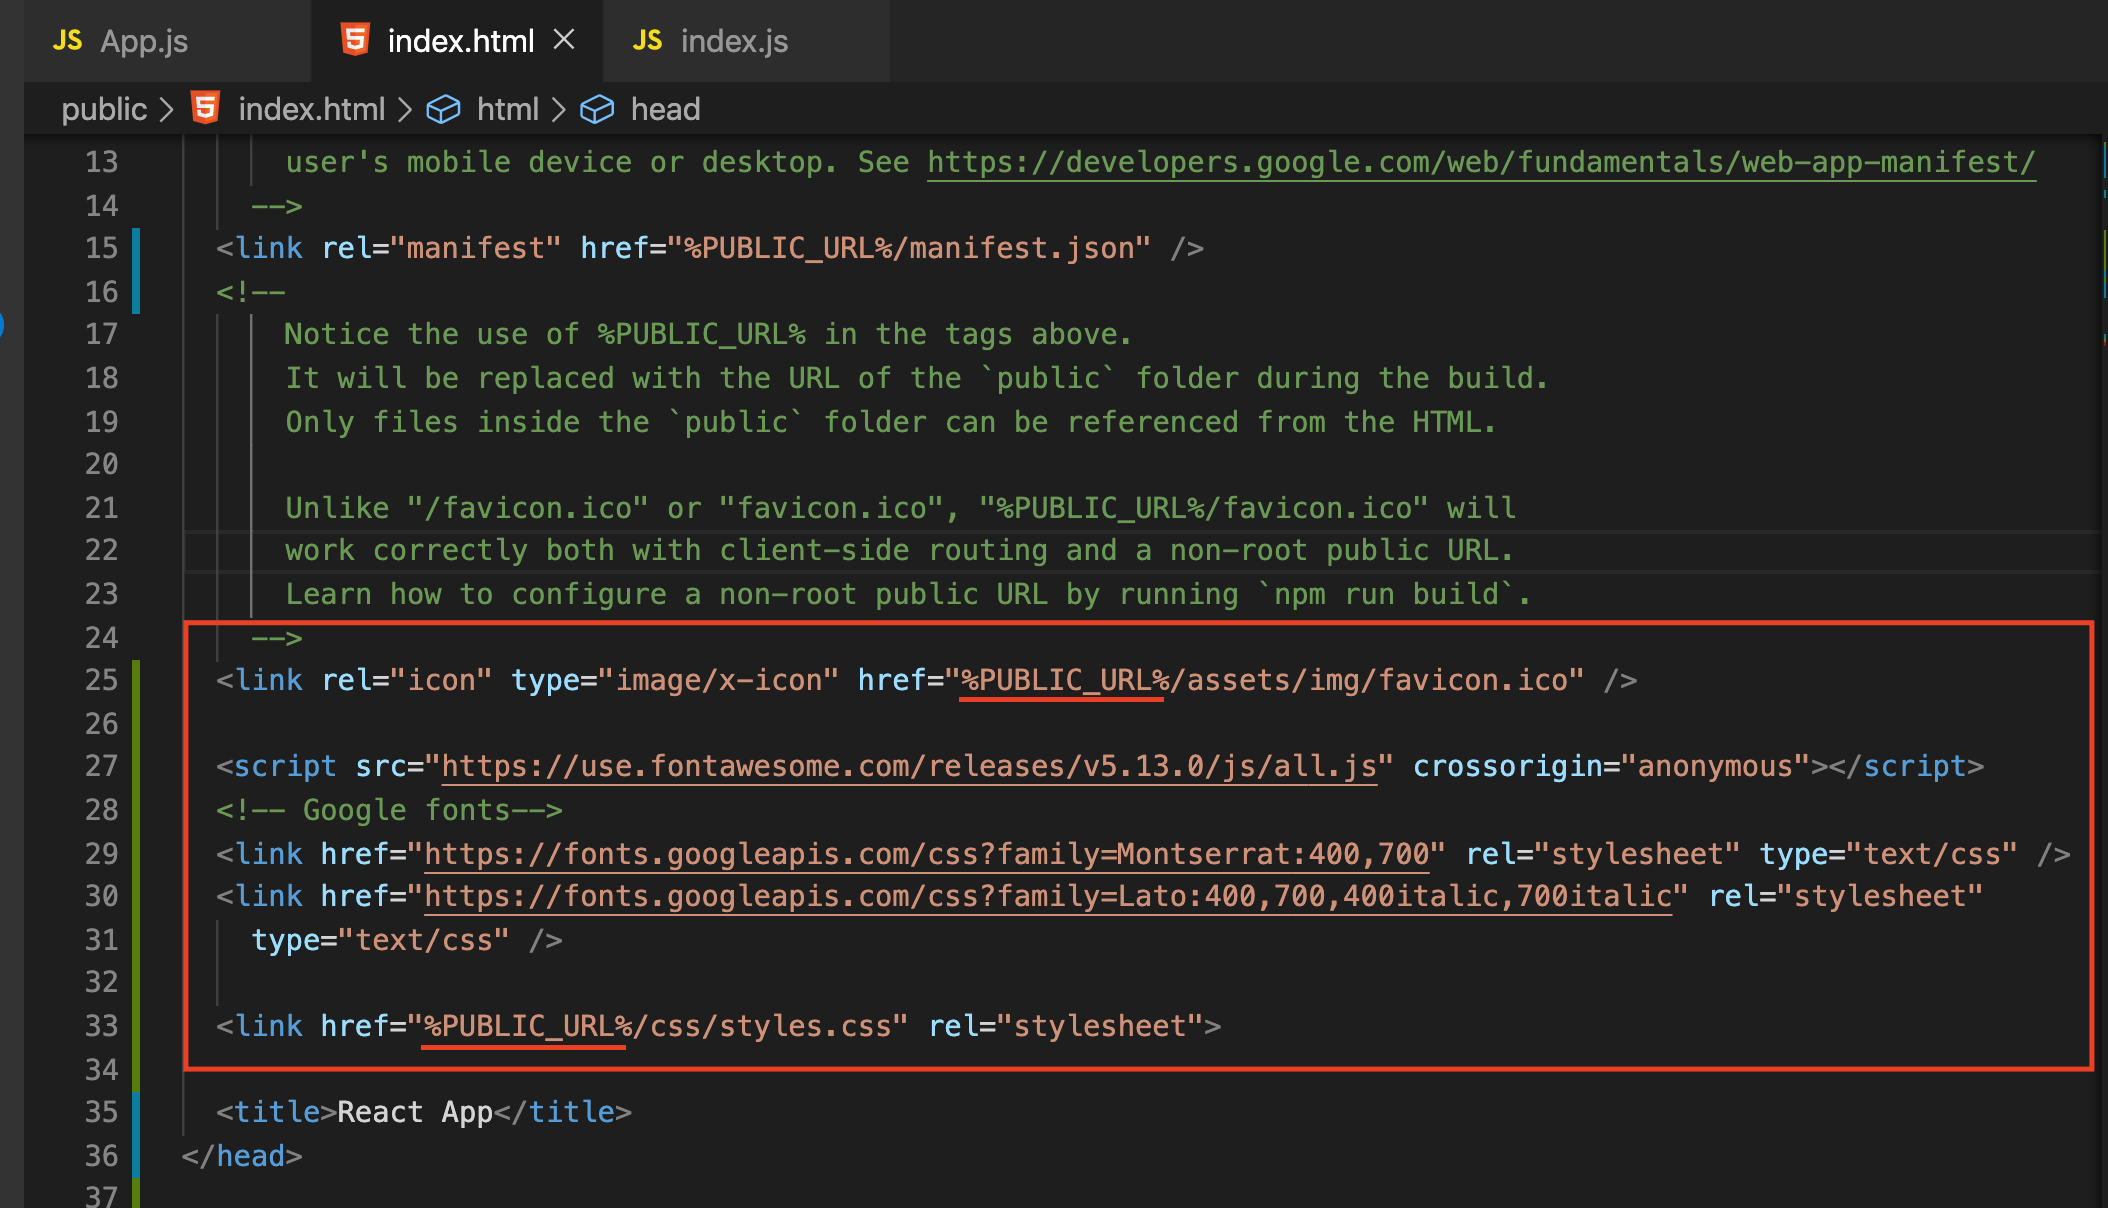 JS App.js index.html × JS index.js
public > index.html > html > head
13 user's mobile device or desktop. See https://developers.google.com/web/fundamentals/web-app-manifest/
14 -->
15 <link rel="manifest" href="%PUBLIC_URL%/manifest.json" />
16 <!--
17 Notice the use of %PUBLIC_URL% in the tags above.
18 It will be replaced with the URL of the `public` folder during the build.
19 Only files inside the `public` folder can be referenced from the HTML.
20
21 Unlike "/favicon.ico" or "favicon.ico", "%PUBLIC_URL%/favicon.ico" will
22 work correctly both with client-side routing and a non-root public URL.
23 Learn how to configure a non-root public URL by running `npm run build`.
24 -->
25 <link rel="icon" type="image/x-icon" href="%PUBLIC_URL%/assets/img/favicon.ico" />
26
27 <script src="https://use.fontawesome.com/releases/v5.13.0/js/all.js" crossorigin="anonymous"></script>
28 <!-- Google fonts-->
29 <link href="https://fonts.googleapis.com/css?family=Montserrat:400,700" rel="stylesheet" type="text/css" />
30 <link href="https://fonts.googleapis.com/css?family=Lato:400,700,400italic,700italic" rel="stylesheet"
31 type="text/css" />
32
33 <link href="%PUBLIC_URL%/css/styles.css" rel="stylesheet">
34
35 <title>React App</title>
36 </head>
37